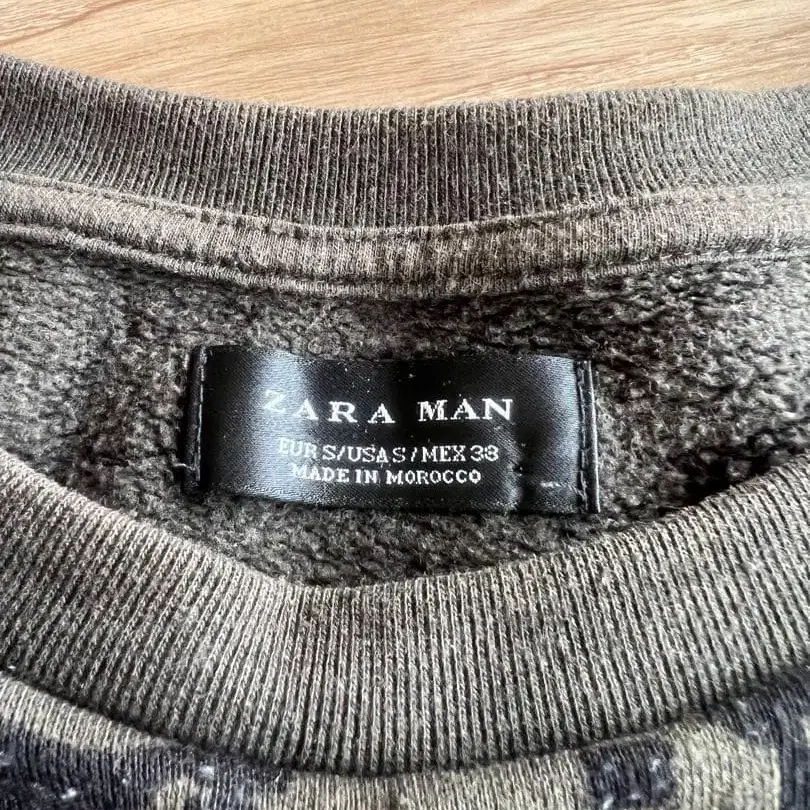 ZARA MAN
EUR S/USA S/MEX 38
MADE IN MOROCCO